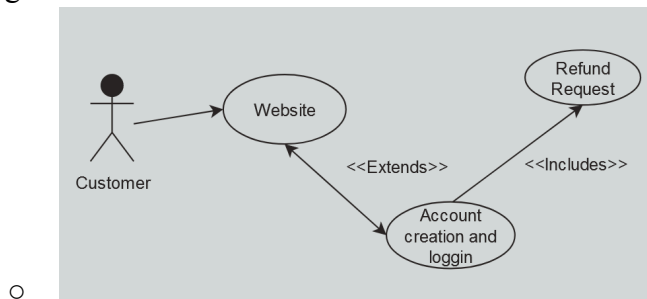 Refund
Request
Website
<<Extends>>
<<Includes>>
Customer
Account
creation and
loggin